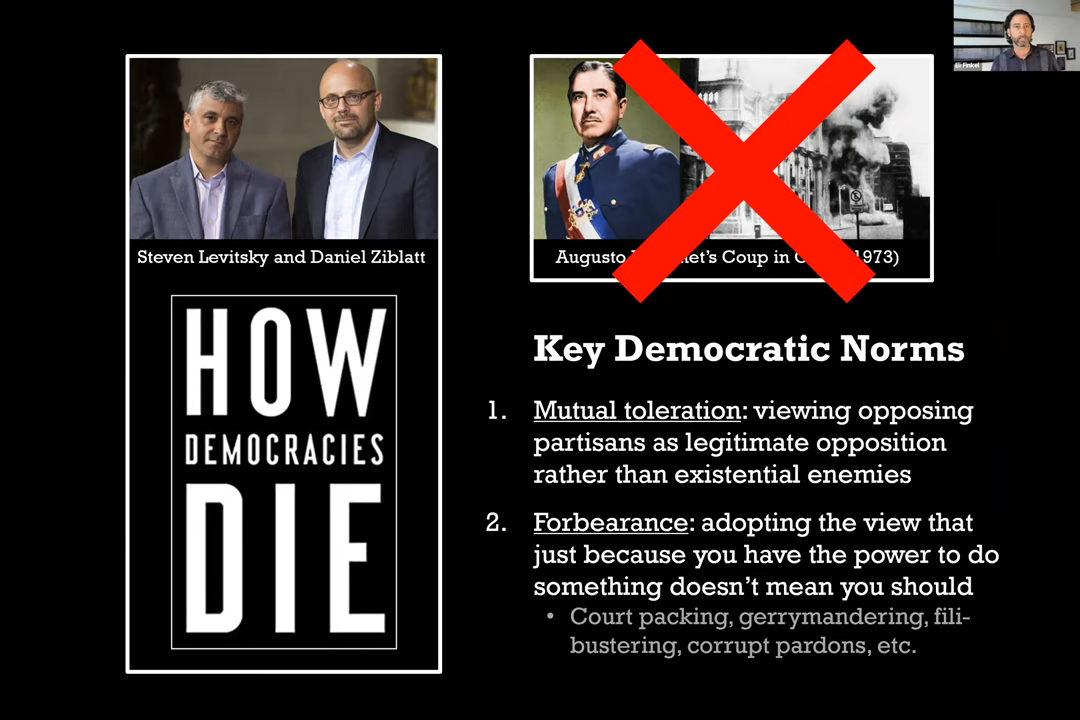 Eli Finkel
Steven Levitsky and Daniel Ziblatt
HOW
DEMOCRACIES
DIE
Augusto Coup in
Key Democratic Norms
1. Mutual toleration: viewing opposing
partisans as legitimate opposition
rather than existential enemies
2. Forbearance: adopting the view that
just because you have the power to do
something doesn’t mean you should
• Court packing, gerrymandering, fili-
bustering, corrupt pardons, etc.